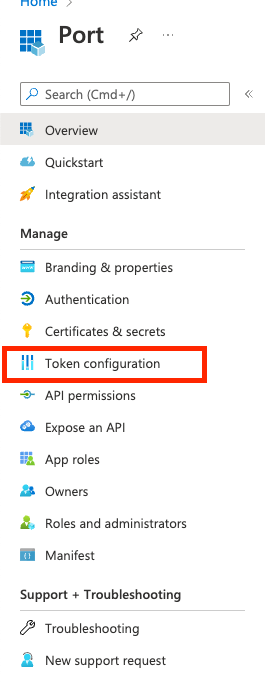 Home
Port
Search (Cmd+/)
Overview
Quickstart
Integration assistant
Manage
Branding & properties
Authentication
Certificates & secrets
Token configuration
API permissions
Expose an API
App roles
Owners
Roles and administrators
Manifest
Support + Troubleshooting
Troubleshooting
New support request